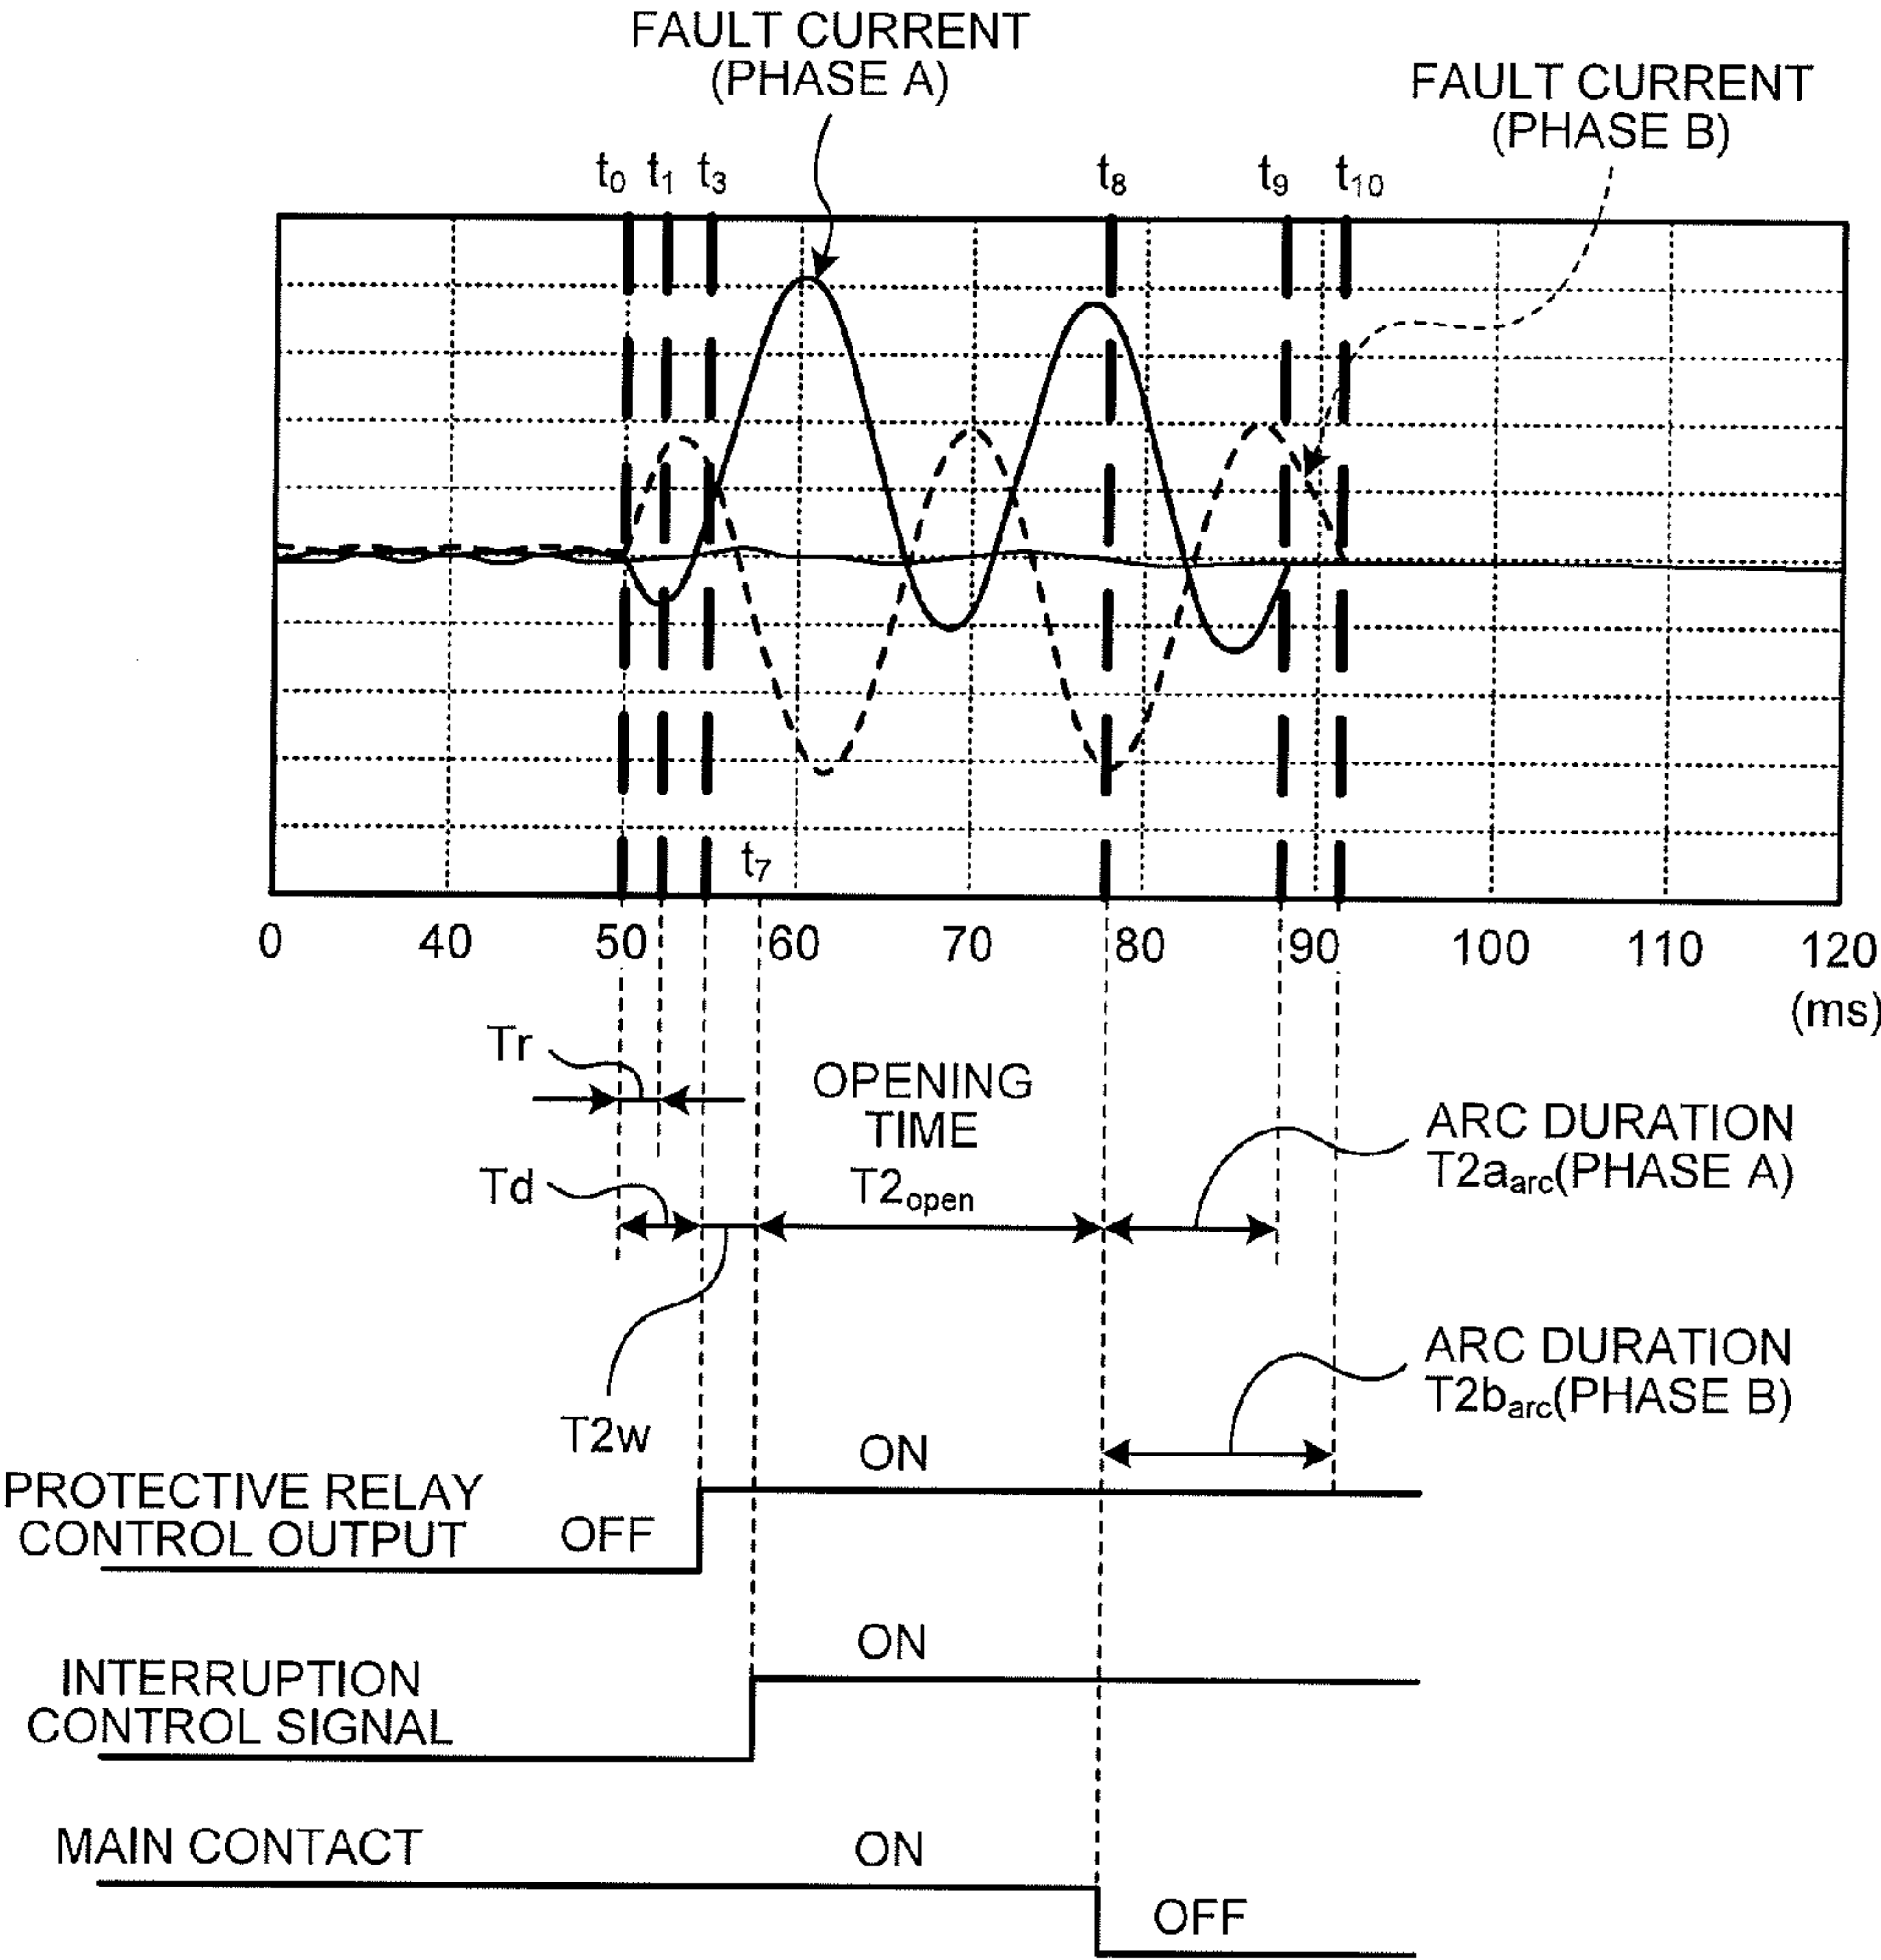 FAULT CURRENT
(PHASE A)
FAULT CURRENT
(PHASE B)
t0 t1 t3 t8 t9 t10
t7
0 40 50 60 70 80 90 100 110 120
(ms)
Tr
OPENING
TIME
T2open
Td
ARC DURATION
T2aarc(PHASE A)
T2w
ARC DURATION
T2barc(PHASE B)
PROTECTIVE RELAY
CONTROL OUTPUT
OFF
ON
INTERRUPTION
CONTROL SIGNAL
ON
MAIN CONTACT
ON
OFF